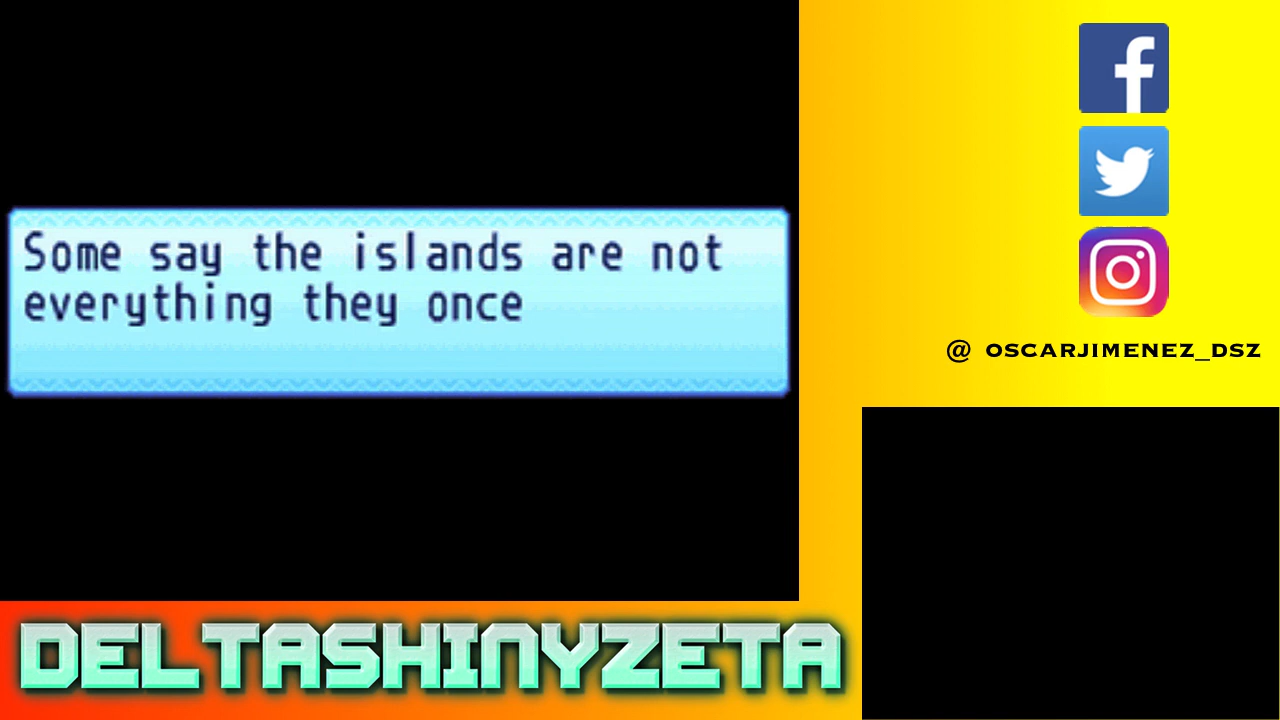 Some say the islands are not
everything they once
@ OSCARJIMENEZ_DSZ
DELTASHINYZETA